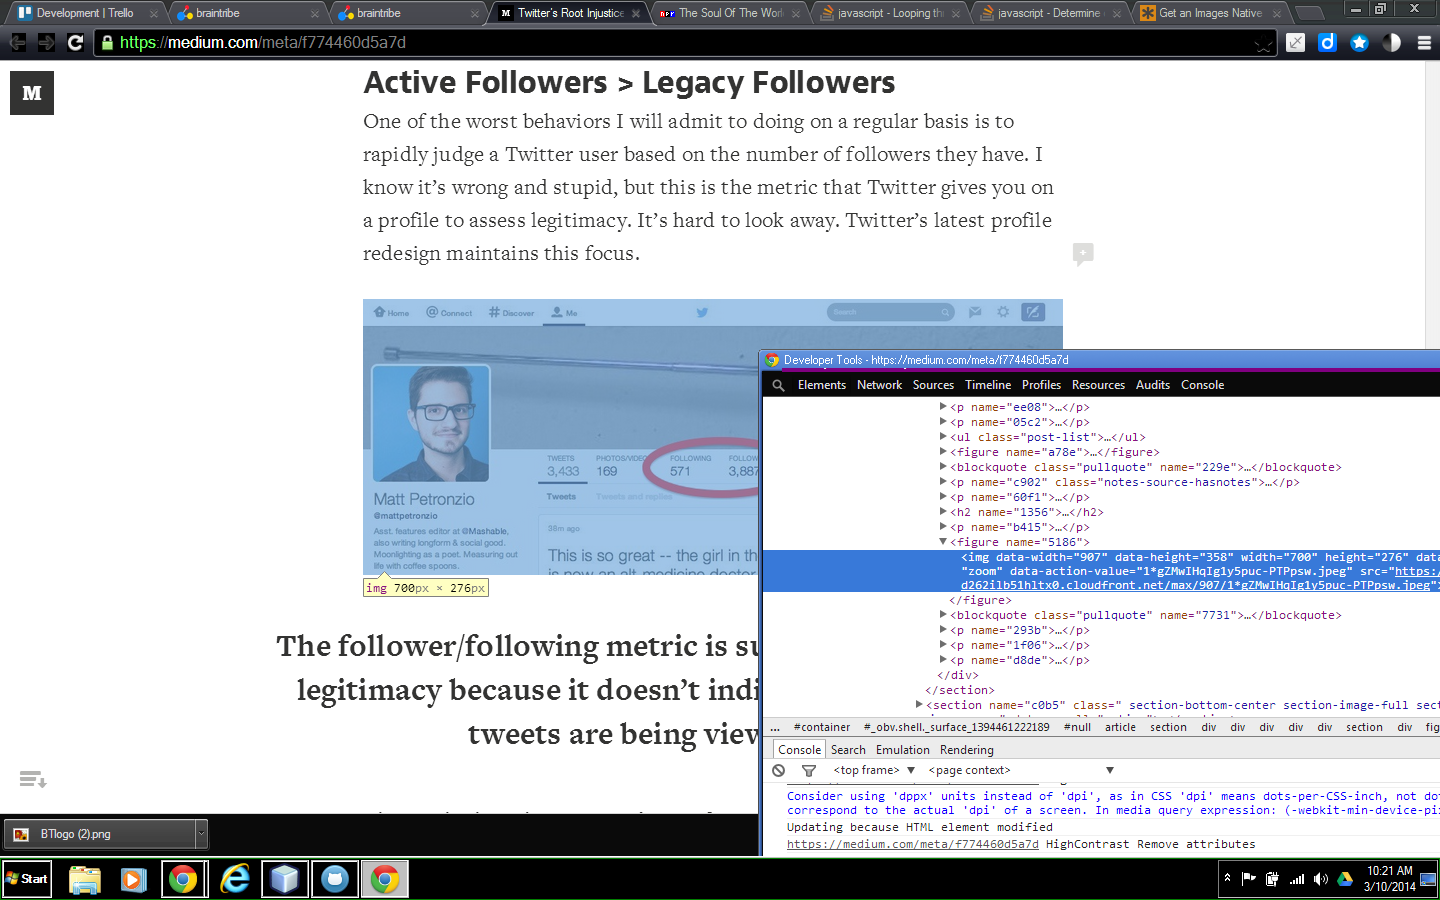 Development | Trello
braintribe
braintribe
Twitter's Root Injustice
The Soul Of The World
javascript - Looping th
javascript - Determine
Get an Images Native
https://medium.com/meta/f774460d5a7d
M
Active Followers > Legacy Followers
One of the worst behaviors I will admit to doing on a regular basis is to
rapidly judge a Twitter user based on the number of followers they have. I
know it's wrong and stupid, but this is the metric that Twitter gives you on
a profile to assess legitimacy. It's hard to look away. Twitter's latest profile
redesign maintains this focus.
Home
Connect
Discover
Me
Search
TWEETS
3,433
PHOTOS/VIDEO
169
FOLLOWING
571
FOLLOW
3,887
Matt Petronzio
@mattpetronzio
Asst. features editor at @Mashable,
also writing longform & social good.
Moonlighting as a poet. Measuring out
life with coffee spoons.
Tweets
Tweets and replies
38m ago
This is so great -- the girl in th
is now an alt-medicine doctor
img 700px × 276px
The follower/following metric is su
legitimacy because it doesn't indi
tweets are being view
Developer Tools - https://medium.com/meta/f774460d5a7d
Elements Network Sources Timeline Profiles Resources Audits Console
<p name="ee08">…</p>
<p name="05c2">…</p>
<ul class="post-list">…</ul>
<figure name="a78e">…</figure>
<blockquote class="pullquote" name="229e">…</blockquote>
<p name="c902" class="notes-source-hasnotes">…</p>
<p name="60f1">…</p>
<h2 name="1356">…</h2>
<p name="b415">…</p>
<figure name="5186">
<img data-width="907" data-height="358" width="700" height="276" dat
"zoom" data-action-value="1*gZMwIHqIg1y5puc-PTPpsw.jpeg" src="https:
d262ilb51hltx0.cloudfront.net/max/907/1*gZMwIHqIg1y5puc-PTPpsw.jpeg"
</figure>
<blockquote class="pullquote" name="7731">…</blockquote>
<p name="293b">…</p>
<p name="1f06">…</p>
<p name="d8de">…</p>
</div>
</section>
<section name="c0b5" class=" section-bottom-center section-image-full sect
... #container #_obv.shell._surface_1394461222189 #null article section div div div div div section div fig
Console Search Emulation Rendering
<top frame> ▼ <page context> ▼
Consider using 'dppx' units instead of 'dpi', as in CSS 'dpi' means dots-per-CSS-inch, not dot
correspond to the actual 'dpi' of a screen. In media query expression: (-webkit-min-device-pi
Updating because HTML element modified
https://medium.com/meta/f774460d5a7d HighContrast Remove attributes
BTlogo (2).png
Start
10:21 AM
3/10/2014